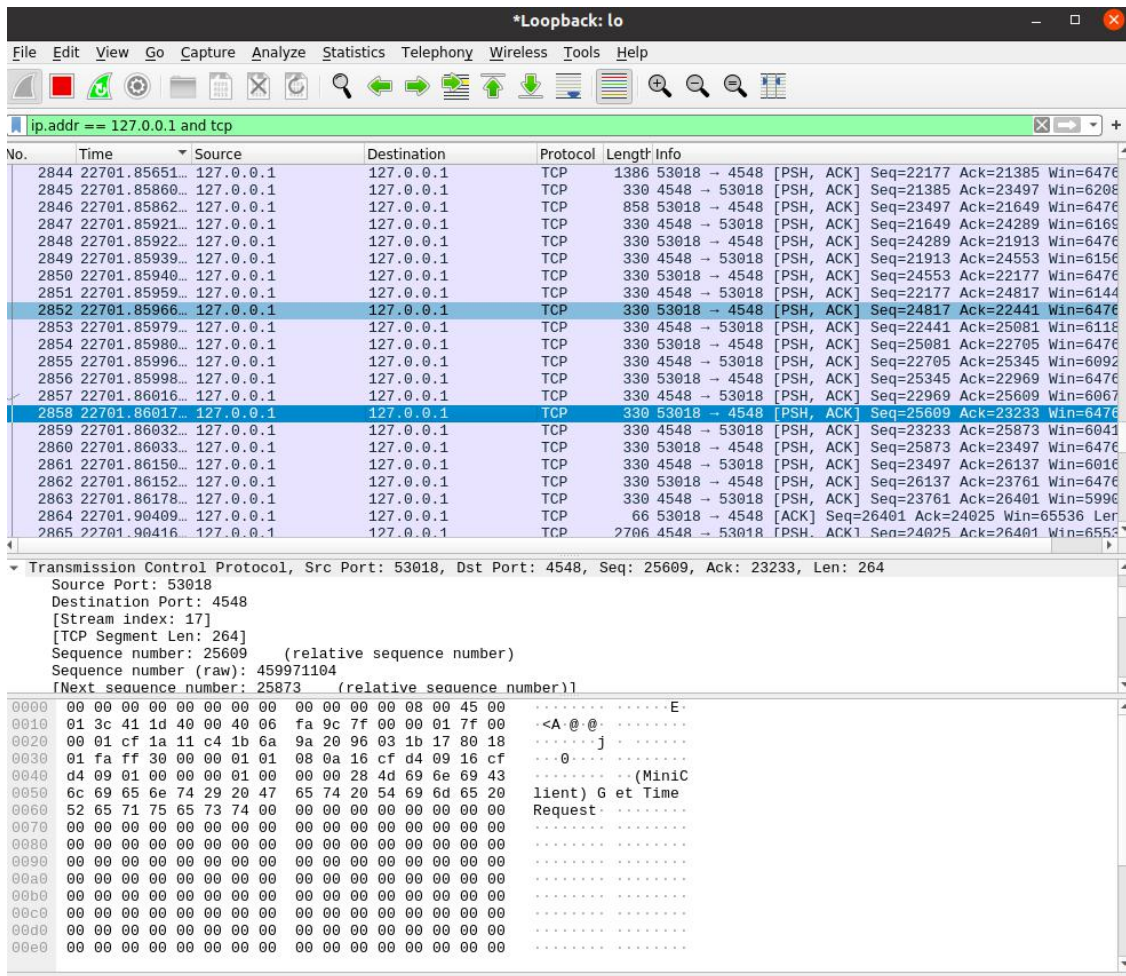 *Loopback: lo
File Edit View Go Capture Analyze Statistics Telephony Wireless Tools Help
ip.addr == 127.0.0.1 and tcp
No. Time Source Destination Protocol Length Info
2844 22701.85651… 127.0.0.1 127.0.0.1 TCP 1386 53018 → 4548 [PSH, ACK] Seq=22177 Ack=21385 Win=6476
2845 22701.85860… 127.0.0.1 127.0.0.1 TCP 330 4548 → 53018 [PSH, ACK] Seq=21385 Ack=23497 Win=6208
2846 22701.85862… 127.0.0.1 127.0.0.1 TCP 858 53018 → 4548 [PSH, ACK] Seq=23497 Ack=21649 Win=6476
2847 22701.85921… 127.0.0.1 127.0.0.1 TCP 330 4548 → 53018 [PSH, ACK] Seq=21649 Ack=24289 Win=6169
2848 22701.85922… 127.0.0.1 127.0.0.1 TCP 330 53018 → 4548 [PSH, ACK] Seq=24289 Ack=21913 Win=6476
2849 22701.85939… 127.0.0.1 127.0.0.1 TCP 330 4548 → 53018 [PSH, ACK] Seq=21913 Ack=24553 Win=6156
2850 22701.85940… 127.0.0.1 127.0.0.1 TCP 330 53018 → 4548 [PSH, ACK] Seq=24553 Ack=22177 Win=6476
2851 22701.85959… 127.0.0.1 127.0.0.1 TCP 330 4548 → 53018 [PSH, ACK] Seq=22177 Ack=24817 Win=6144
2852 22701.85966… 127.0.0.1 127.0.0.1 TCP 330 53018 → 4548 [PSH, ACK] Seq=24817 Ack=22441 Win=6476
2853 22701.85979… 127.0.0.1 127.0.0.1 TCP 330 4548 → 53018 [PSH, ACK] Seq=22441 Ack=25081 Win=6118
2854 22701.85980… 127.0.0.1 127.0.0.1 TCP 330 53018 → 4548 [PSH, ACK] Seq=25081 Ack=22705 Win=6476
2855 22701.85996… 127.0.0.1 127.0.0.1 TCP 330 4548 → 53018 [PSH, ACK] Seq=22705 Ack=25345 Win=6092
2856 22701.85998… 127.0.0.1 127.0.0.1 TCP 330 53018 → 4548 [PSH, ACK] Seq=25345 Ack=22969 Win=6476
2857 22701.86016… 127.0.0.1 127.0.0.1 TCP 330 4548 → 53018 [PSH, ACK] Seq=22969 Ack=25609 Win=6067
2858 22701.86017… 127.0.0.1 127.0.0.1 TCP 330 53018 → 4548 [PSH, ACK] Seq=25609 Ack=23233 Win=6476
2859 22701.86032… 127.0.0.1 127.0.0.1 TCP 330 4548 → 53018 [PSH, ACK] Seq=23233 Ack=25873 Win=6041
2860 22701.86033… 127.0.0.1 127.0.0.1 TCP 330 53018 → 4548 [PSH, ACK] Seq=25873 Ack=23497 Win=6476
2861 22701.86150… 127.0.0.1 127.0.0.1 TCP 330 4548 → 53018 [PSH, ACK] Seq=23497 Ack=26137 Win=6016
2862 22701.86152… 127.0.0.1 127.0.0.1 TCP 330 53018 → 4548 [PSH, ACK] Seq=26137 Ack=23761 Win=6476
2863 22701.86178… 127.0.0.1 127.0.0.1 TCP 330 4548 → 53018 [PSH, ACK] Seq=23761 Ack=26401 Win=5990
2864 22701.90409… 127.0.0.1 127.0.0.1 TCP 66 53018 → 4548 [ACK] Seq=26401 Ack=24025 Win=65536 Len
2865 22701.90416… 127.0.0.1 127.0.0.1 TCP 2706 4548 → 53018 [PSH, ACK] Seq=24025 Ack=26401 Win=6553
Transmission Control Protocol, Src Port: 53018, Dst Port: 4548, Seq: 25609, Ack: 23233, Len: 264
Source Port: 53018
Destination Port: 4548
[Stream index: 17]
[TCP Segment Len: 264]
Sequence number: 25609 (relative sequence number)
Sequence number (raw): 459971104
[Next sequence number: 25873 (relative sequence number)]
0000 00 00 00 00 00 00 00 00 00 00 00 00 08 00 45 00 ········ ······E·
0010 01 3c 41 1d 40 00 40 06 fa 9c 7f 00 00 01 7f 00 ·<A·@·@· ········
0020 00 01 cf 1a 11 c4 1b 6a 9a 20 96 03 1b 17 80 18 ·······j · ······
0030 01 fa ff 30 00 00 01 01 08 0a 16 cf d4 09 16 cf ···0···· ········
0040 d4 09 01 00 00 00 01 00 00 00 28 4d 69 6e 69 43 ········ ··(MiniC
0050 6c 69 65 6e 74 29 20 47 65 74 20 54 69 6d 65 20 lient) G et Time
0060 52 65 71 75 65 73 74 00 00 00 00 00 00 00 00 00 Request· ········
0070 00 00 00 00 00 00 00 00 00 00 00 00 00 00 00 00 ········ ········
0080 00 00 00 00 00 00 00 00 00 00 00 00 00 00 00 00 ········ ········
0090 00 00 00 00 00 00 00 00 00 00 00 00 00 00 00 00 ········ ········
00a0 00 00 00 00 00 00 00 00 00 00 00 00 00 00 00 00 ········ ········
00b0 00 00 00 00 00 00 00 00 00 00 00 00 00 00 00 00 ········ ········
00c0 00 00 00 00 00 00 00 00 00 00 00 00 00 00 00 00 ········ ········
00d0 00 00 00 00 00 00 00 00 00 00 00 00 00 00 00 00 ········ ········
00e0 00 00 00 00 00 00 00 00 00 00 00 00 00 00 00 00 ········ ········